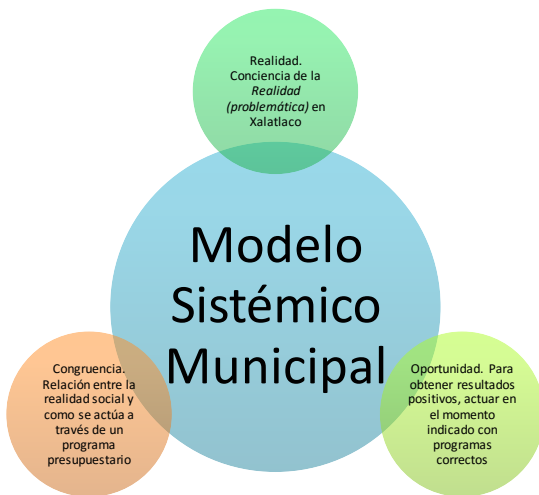 Realidad.
Conciencia de la
Realidad
(problemática) en
Xalatlaco
Modelo
Sistémico
Municipal
Congruencia.
Relación entre la
realidad social y
como se actúa a
través de un
programa
presupuestario
Oportunidad. Para
obtener resultados
positivos, actuar en
el momento
indicado con
programas
correctos